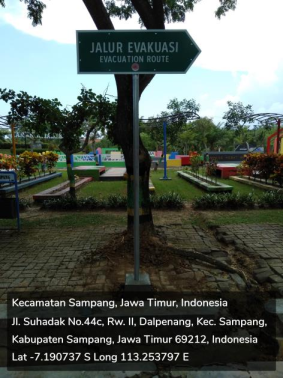 JALUR EVAKUASI
EVACUATION ROUTE
Kecamatan Sampang, Jawa Timur, Indonesia
Jl. Suhadak No.44c, Rw. II, Dalpenang, Kec. Sampang,
Kabupaten Sampang, Jawa Timur 69212, Indonesia
Lat -7.190737 S Long 113.253797 E